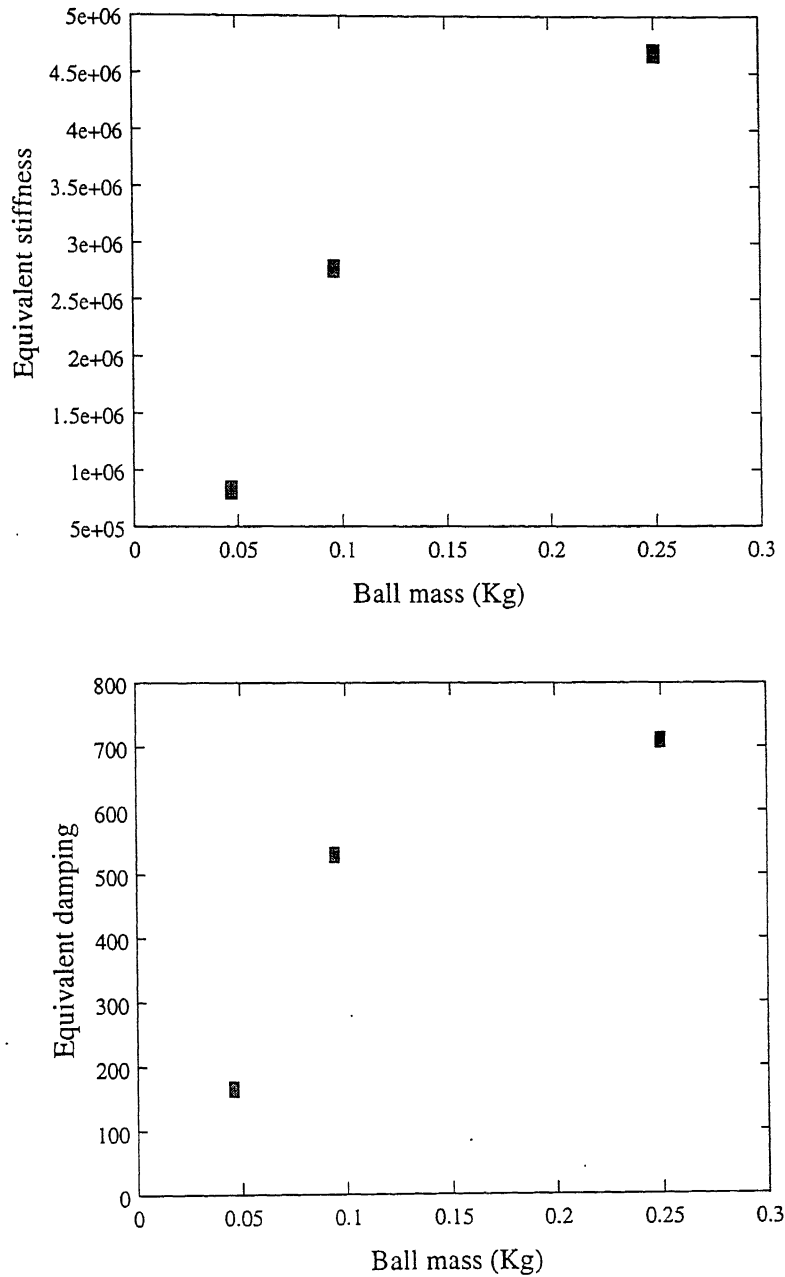 5e+06
4.5e+06
4e+06
3.5e+06
3e+06
2.5e+06
2e+06
1.5e+06
1e+06
5e+05
Equivalent stiffness
0 0.05 0.1 0.15 0.2 0.25 0.3
Ball mass (Kg)
800
700
600
500
400
300
200
100
0
Equivalent damping
0 0.05 0.1 0.15 0.2 0.25 0.3
Ball mass (Kg)